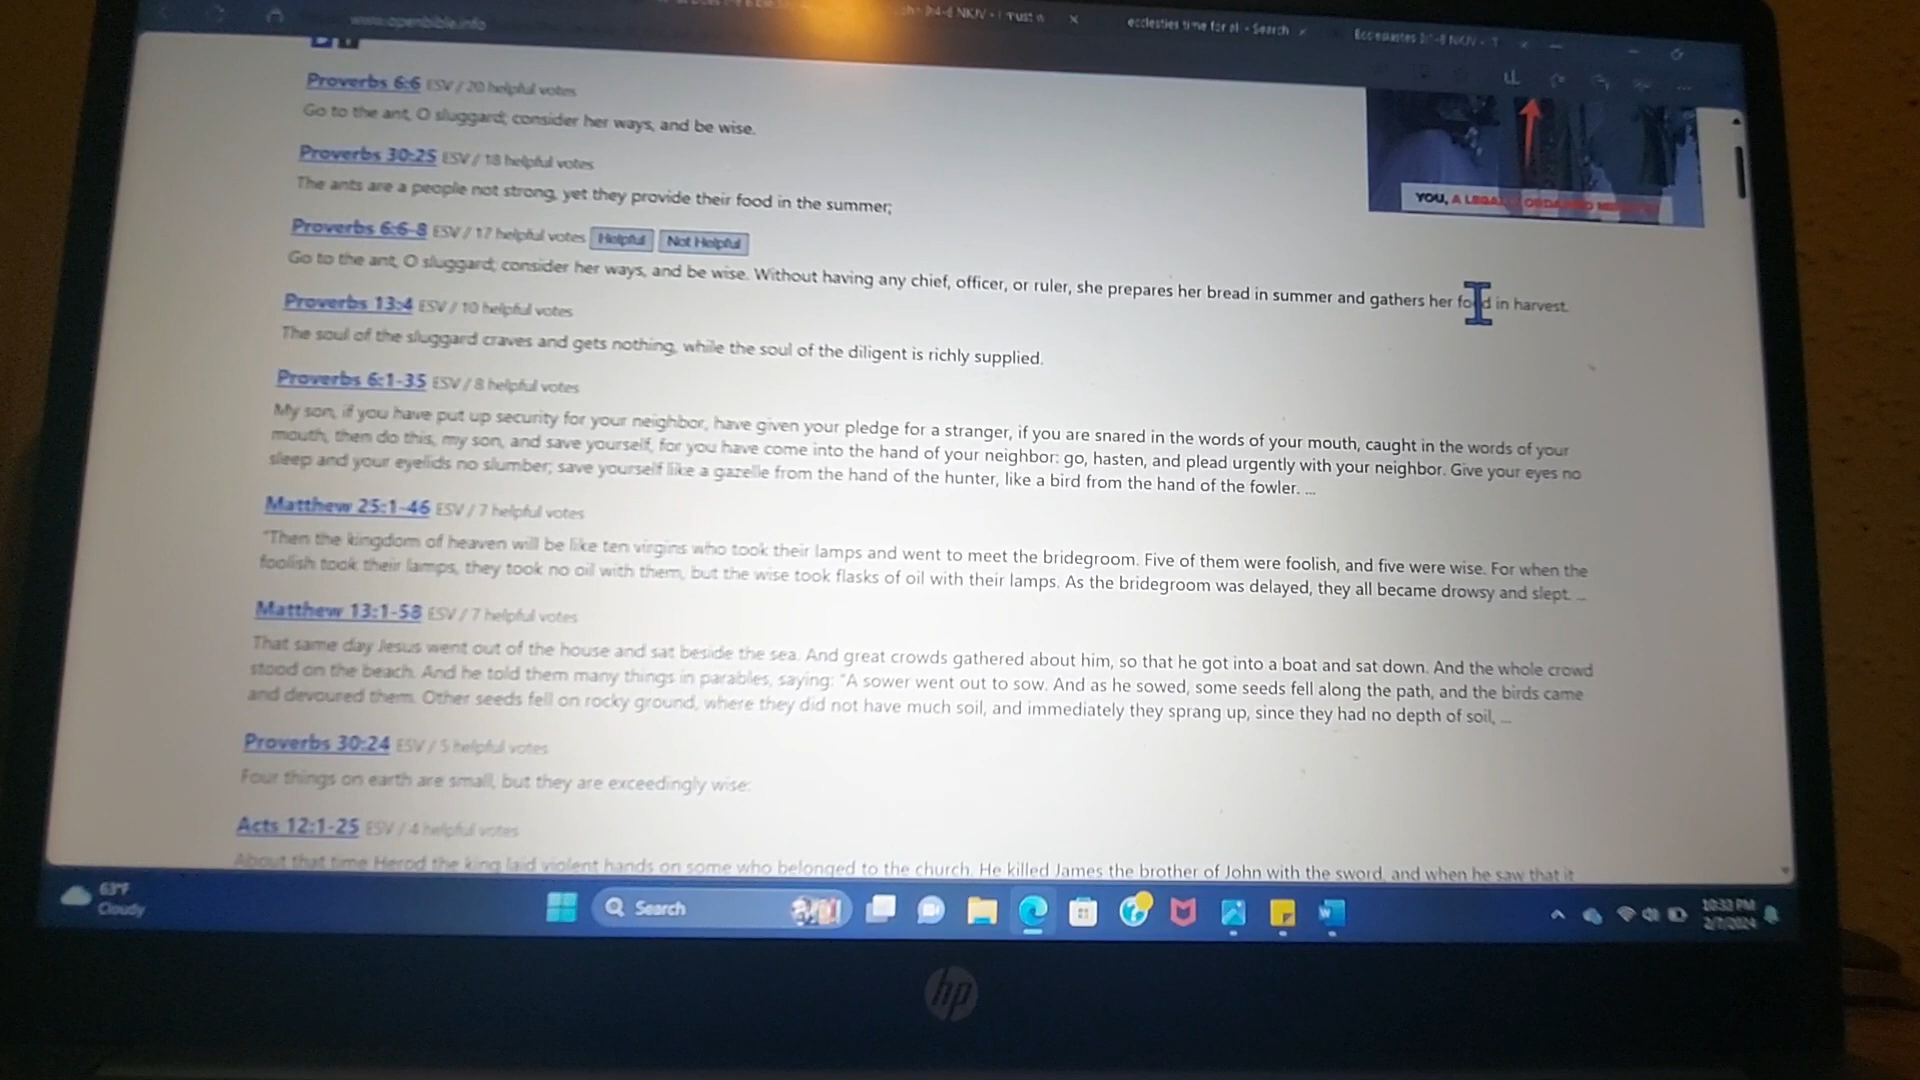 www.openbible.info
NKJV - I Trust
ecclesties time for al - Search
Proverbs 6:6 ESV / 20 helpful votes
Go to the ant, O sluggard; consider her ways, and be wise.
Proverbs 30:25 ESV / 18 helpful votes
The ants are a people not strong, yet they provide their food in the summer;
YOU, A
Proverbs 6:6-8 ESV / 17 helpful votes Helpful Not Helpful
Go to the ant, O sluggard; consider her ways, and be wise. Without having any chief, officer, or ruler, she prepares her bread in summer and gathers her food in harvest.
Proverbs 13:4 ESV / 10 helpful votes
The soul of the sluggard craves and gets nothing, while the soul of the diligent is richly supplied.
Proverbs 6:1-35 ESV / 8 helpful votes
My son, if you have put up security for your neighbor, have given your pledge for a stranger, if you are snared in the words of your mouth, caught in the words of your
mouth, then do this, my son, and save yourself, for you have come into the hand of your neighbor: go, hasten, and plead urgently with your neighbor. Give your eyes no
sleep and your eyelids no slumber; save yourself like a gazelle from the hand of the hunter, like a bird from the hand of the fowler. ...
Matthew 25:1-46 ESV / 7 helpful votes
"Then the kingdom of heaven will be like ten virgins who took their lamps and went to meet the bridegroom. Five of them were foolish, and five were wise. For when the
foolish took their lamps, they took no oil with them, but the wise took flasks of oil with their lamps. As the bridegroom was delayed, they all became drowsy and slept. ...
Matthew 13:1-58 ESV / 7 helpful votes
That same day Jesus went out of the house and sat beside the sea. And great crowds gathered about him, so that he got into a boat and sat down. And the whole crowd
stood on the beach. And he told them many things in parables, saying: "A sower went out to sow. And as he sowed, some seeds fell along the path, and the birds came
and devoured them. Other seeds fell on rocky ground, where they did not have much soil, and immediately they sprang up, since they had no depth of soil, ...
Proverbs 30:24 ESV / 5 helpful votes
Four things on earth are small, but they are exceedingly wise:
Acts 12:1-25 ESV / 4 helpful votes
About that time Herod the king laid violent hands on some who belonged to the church. He killed James the brother of John with the sword, and when he saw that it
63°F
Cloudy
Search
10:33 PM
2/7/2024
hp